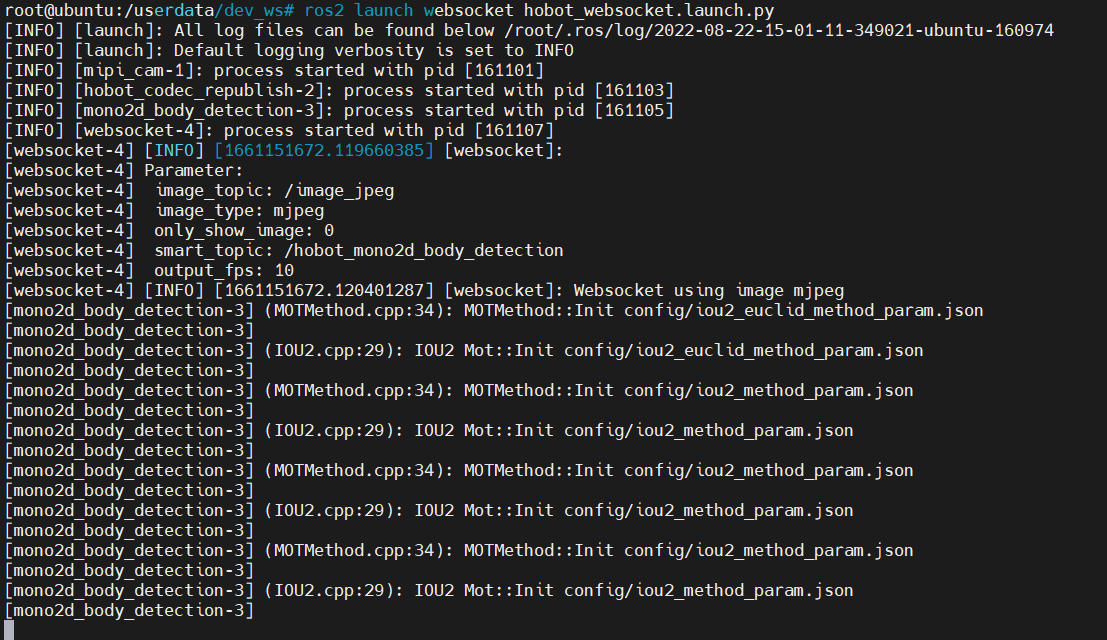 root@ubuntu:/userdata/dev_ws# ros2 launch websocket hobot_websocket.launch.py
[INFO] [launch]: All log files can be found below /root/.ros/log/2022-08-22-15-01-11-349021-ubuntu-160974
[INFO] [launch]: Default logging verbosity is set to INFO
[INFO] [mipi_cam-1]: process started with pid [161101]
[INFO] [hobot_codec_republish-2]: process started with pid [161103]
[INFO] [mono2d_body_detection-3]: process started with pid [161105]
[INFO] [websocket-4]: process started with pid [161107]
[websocket-4] [INFO] [1661151672.119660385] [websocket]:
[websocket-4] Parameter:
[websocket-4]  image_topic: /image_jpeg
[websocket-4]  image_type: mjpeg
[websocket-4]  only_show_image: 0
[websocket-4]  smart_topic: /hobot_mono2d_body_detection
[websocket-4]  output_fps: 10
[websocket-4] [INFO] [1661151672.120401287] [websocket]: Websocket using image mjpeg
[mono2d_body_detection-3] (MOTMethod.cpp:34): MOTMethod::Init config/iou2_euclid_method_param.json
[mono2d_body_detection-3]
[mono2d_body_detection-3] (IOU2.cpp:29): IOU2 Mot::Init config/iou2_euclid_method_param.json
[mono2d_body_detection-3]
[mono2d_body_detection-3] (MOTMethod.cpp:34): MOTMethod::Init config/iou2_method_param.json
[mono2d_body_detection-3]
[mono2d_body_detection-3] (IOU2.cpp:29): IOU2 Mot::Init config/iou2_method_param.json
[mono2d_body_detection-3]
[mono2d_body_detection-3] (MOTMethod.cpp:34): MOTMethod::Init config/iou2_method_param.json
[mono2d_body_detection-3]
[mono2d_body_detection-3] (IOU2.cpp:29): IOU2 Mot::Init config/iou2_method_param.json
[mono2d_body_detection-3]
[mono2d_body_detection-3] (MOTMethod.cpp:34): MOTMethod::Init config/iou2_method_param.json
[mono2d_body_detection-3]
[mono2d_body_detection-3] (IOU2.cpp:29): IOU2 Mot::Init config/iou2_method_param.json
[mono2d_body_detection-3]